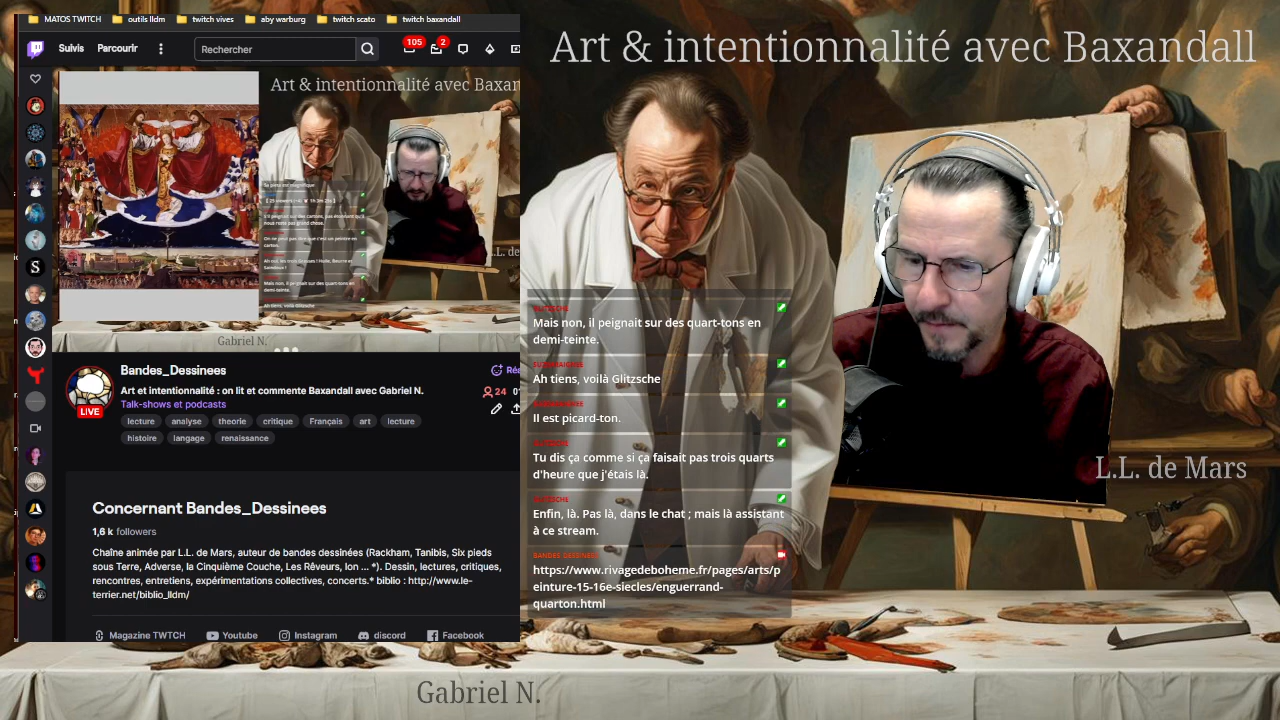 MATOS TWITCH
outils lldm
twitch vives
aby warburg
twitch scato
twitch baxandall
Suivis
Parcourir
Rechercher
105
2
Art & intentionnalité avec Baxan
Gabriel N.
Bandes_Dessinees
Art et intentionnalité : on lit et commente Baxandall avec Gabriel N.
Talk-shows et podcasts
LIVE
24
lecture
analyse
theorie
critique
Français
art
lecture
histoire
langage
renaissance
Concernant Bandes_Dessinees
1,6 k followers
Chaîne animée par L.L. de Mars, auteur de bandes dessinées (Rackham, Tanibis, Six pieds
sous Terre, Adverse, la Cinquième Couche, Les Rêveurs, Ion ... *). Dessin, lectures, critiques,
rencontres, entretiens, expérimentations collectives, concerts.* biblio : http://www.le-
terrier.net/biblio_lldm/
Magazine TWTCH
Youtube
Instagram
discord
Facebook
Art & intentionnalité avec Baxandall
Mais non, il peignait sur des quart-tons en
demi-teinte.
Ah tiens, voilà Glitzsche
Il est picard-ton.
Tu dis ça comme si ça faisait pas trois quarts
d'heure que j'étais là.
Enfin, là. Pas là, dans le chat ; mais là assistant
à ce stream.
BANDES_DESSINEES
https://www.rivagedeboheme.fr/pages/arts/p
einture-15-16e-siecles/enguerrand-
quarton.html
L.L. de Mars
Gabriel N.